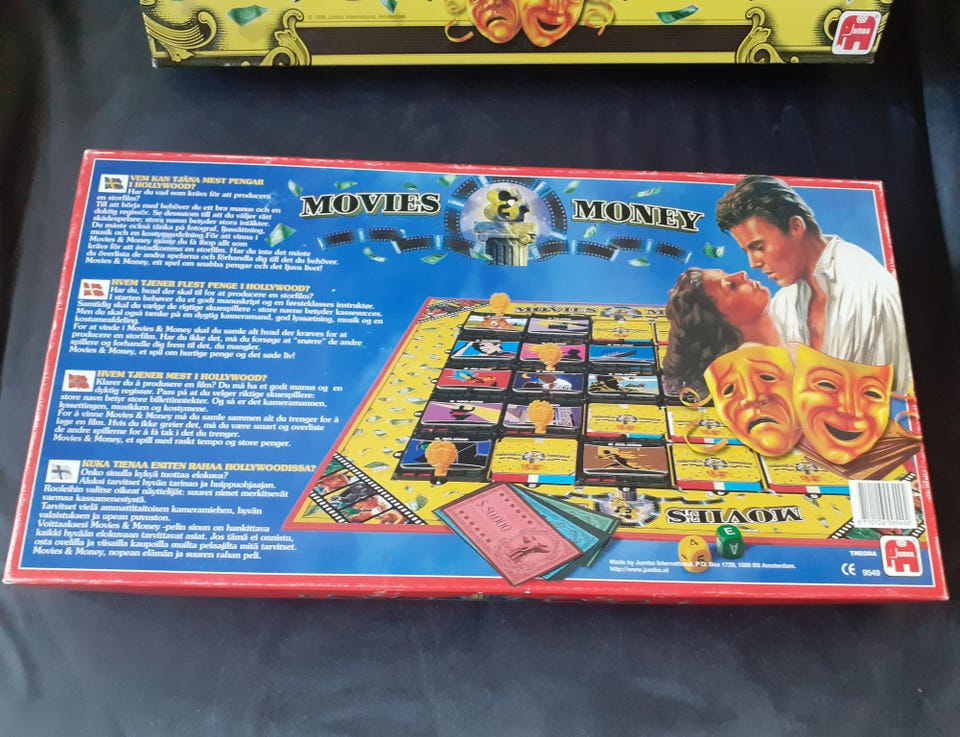 © 1998 Jumbo International, Amsterdam.
Jumbo
VEM KAN TJÄNA MEST PENGAR
I HOLLYWOOD?
Har du vad som krävs för att producera
en storfilm?
Till att börja med behöver du ett bra manus och en
duktig regissör. Se dessutom till att du väljer rätt
skådespelare; stora namn betyder stora intäkter.
Du måste också tänka på fotograf, ljussättning,
musik och en kostymavdelning. För att vinna i
Movies & Money måste du få ihop allt som
krävs för att åstadkomma en storfilm. Har du inte det måste
du överlista de andra spelarna och förhandla dig till det du behöver.
Movies & Money, ett spel om snabba pengar och det ljuva livet!
HVEM TJENER FLEST PENGE I HOLLYWOOD?
Har du, hvad der skal til for at producere en storfilm?
I starten behøver du et godt manuskript og en førsteklasses instruktør.
Samtidig skal du vælge de rigtige skuespillere - store navne betyder kassesucces.
Men du skal også tænke på en dygtig kameramand, god lyssætning, musik og en
kostumeafdeling.
For at vinde i Movies & Money skal du samle alt hvad der kræves for at
producere en storfilm. Har du ikke det, må du forsøge at "snørre" de andre
spillere og forhandle dig frem til det, du mangler.
Movies & Money, et spil om hurtige penge og det søde liv!
HVEM TJENER MEST I HOLLYWOOD?
Klarer du å produsere en film? Du må ha et godt manus og en
dyktig regissør. Pass på at du velger riktige skuespillere:
store navn betyr store billettinntekter. Og så er det kameramannen,
lyssettingen, musikken og kostymene.
For å vinne Movies & Money må du samle sammen alt du trenger for å
lage en film. Hvis du ikke greier det, må du være smart og overliste
de andre spillerne for å få tak i det du trenger.
Movies & Money, et spill med raskt tempo og store penger.
KUKA TIENAA ENITEN RAHAA HOLLYWOODISSA?
Onko sinulla kykyä tuottaa elokuva?
Aluksi tarvitset hyvän tarinan ja huippuohjaajan.
Rooleihin valitse oikeat näyttelijät: suuret nimet merkitsevät
varmaa kassamenestystä.
Tarvitset vielä ammattitaitoisen kameramiehen, hyvän
valaistuksen ja upean puvuston.
Voittaaksesi Movies & Money -pelin sinun on hankittava
kaikki hyvään elokuvaan tarvittavat asiat. Jos tämä ei onnistu,
ole ovelilla ja viisailla kaupoilla muilta pelaajilta mitä tarvitset.
Movies & Money, nopean elämän ja suuren rahan peli.
MOVIES & MONEY
MOVIES & M
MOVIES &
$ 50,000
4
E
A
Made by Jumbo International, P.O. Box 1729, 1000 BS Amsterdam.
http://www.jumbo.nl
THEORA
CE 9549
Jumbo